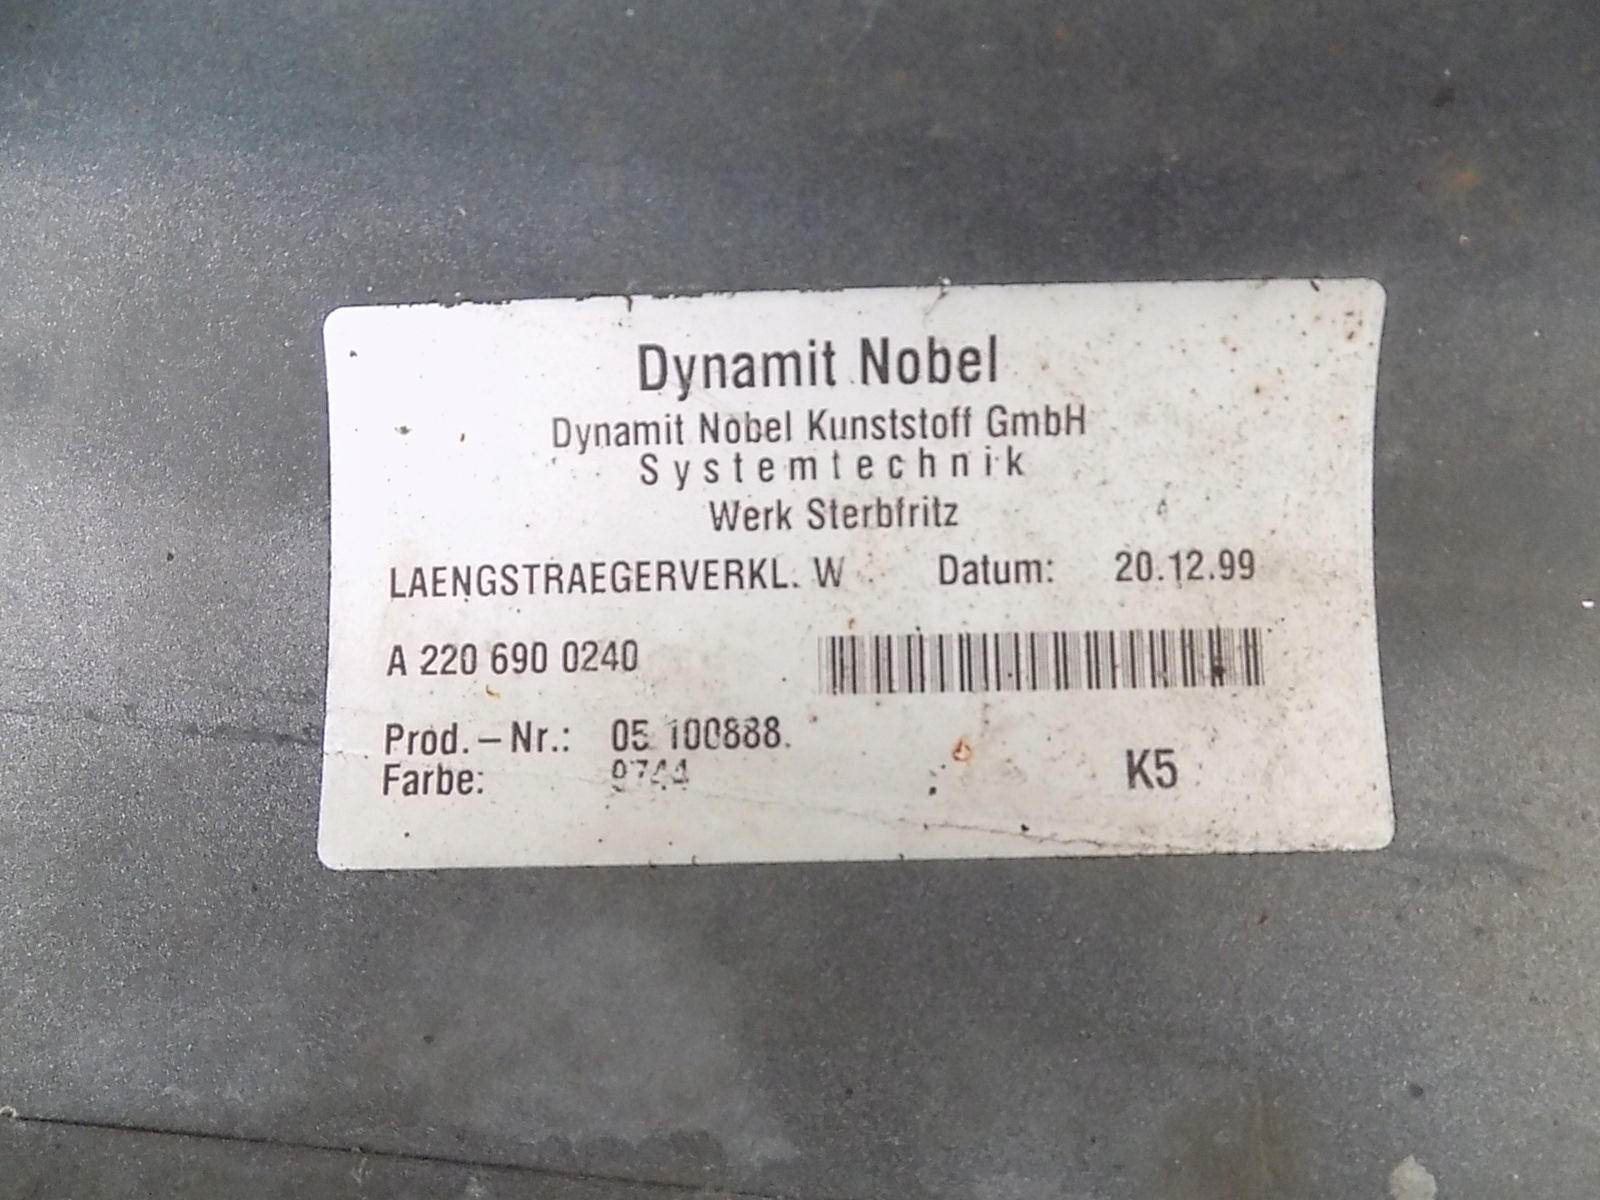 Dynamit Nobel
Dynamit Nobel Kunststoff GmbH
Systemtechnik
Werk Sterbfritz
LAENGSTRAEGERVERKL. W Datum: 20.12.99
A 220 690 0240
Prod. – Nr.: 05 100888.
Farbe: 9744
K5